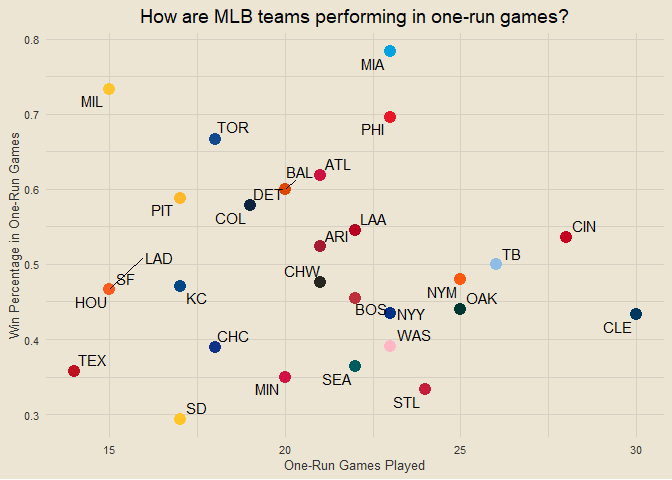 How are MLB teams performing in one-run games?
Win Percentage in One-Run Games
0.8
0.7
0.6
0.5
0.4
0.3
MIA
MIL
PHI
TOR
ATL
BAL
DET
PIT
COL
LAA
CIN
ARI
TB
LAD
CHW
SF
HOU
KC
NYM
OAK
BOS
NYY
CLE
WAS
CHC
TEX
SEA
MIN
STL
SD
15
20
25
30
One-Run Games Played